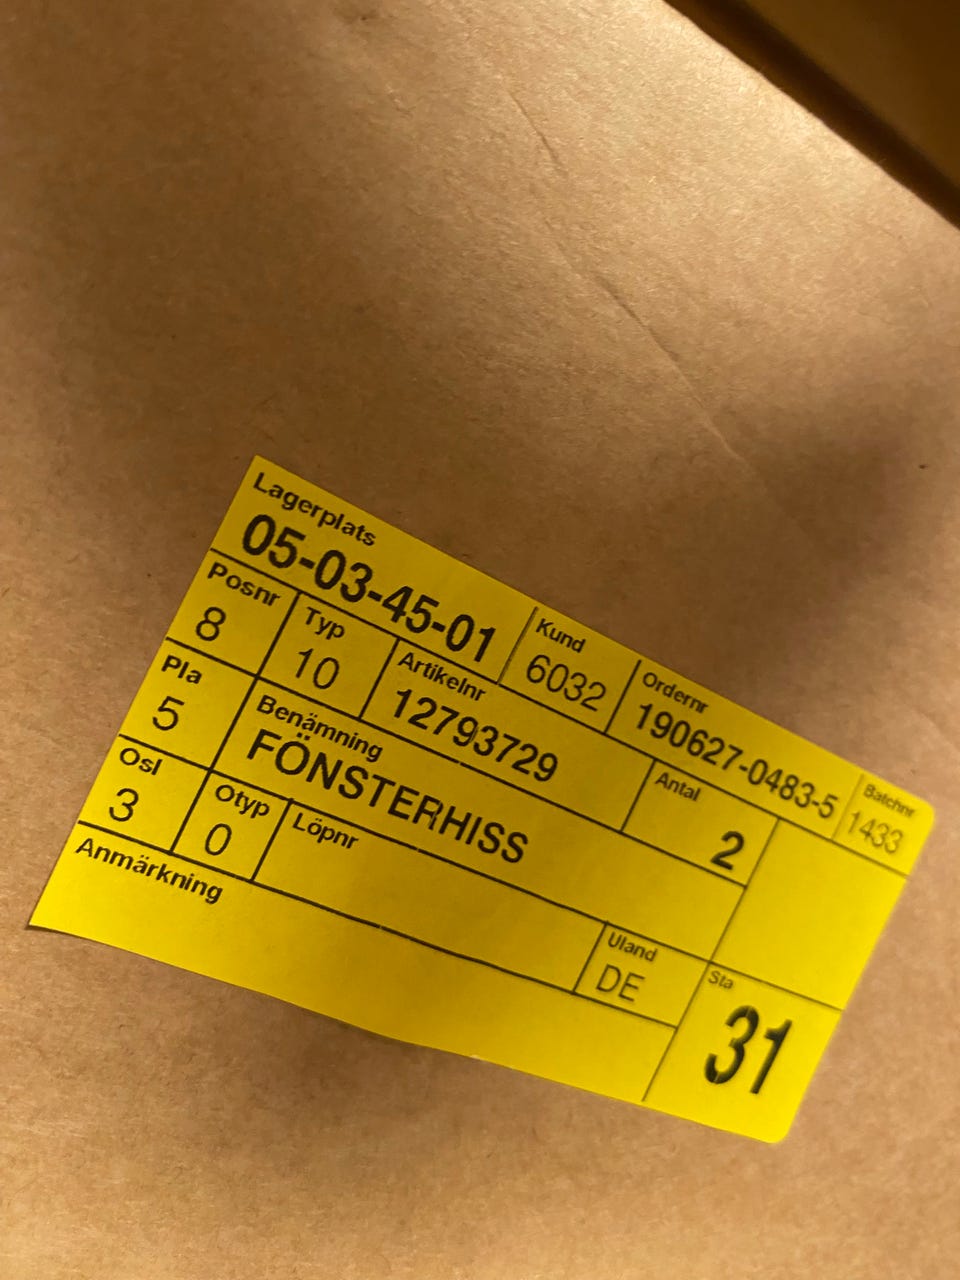 Lagerplats
05-03-45-01
Kund
6032
Ordernr
190627-0483-5
Batchnr
1433
Posnr
8
Typ
10
Artikelnr
12793729
Antal
2
Pla
5
Benämning
FÖNSTERHISS
Osl
3
Otyp
0
Löpnr
Uland
DE
Sta
31
Anmärkning